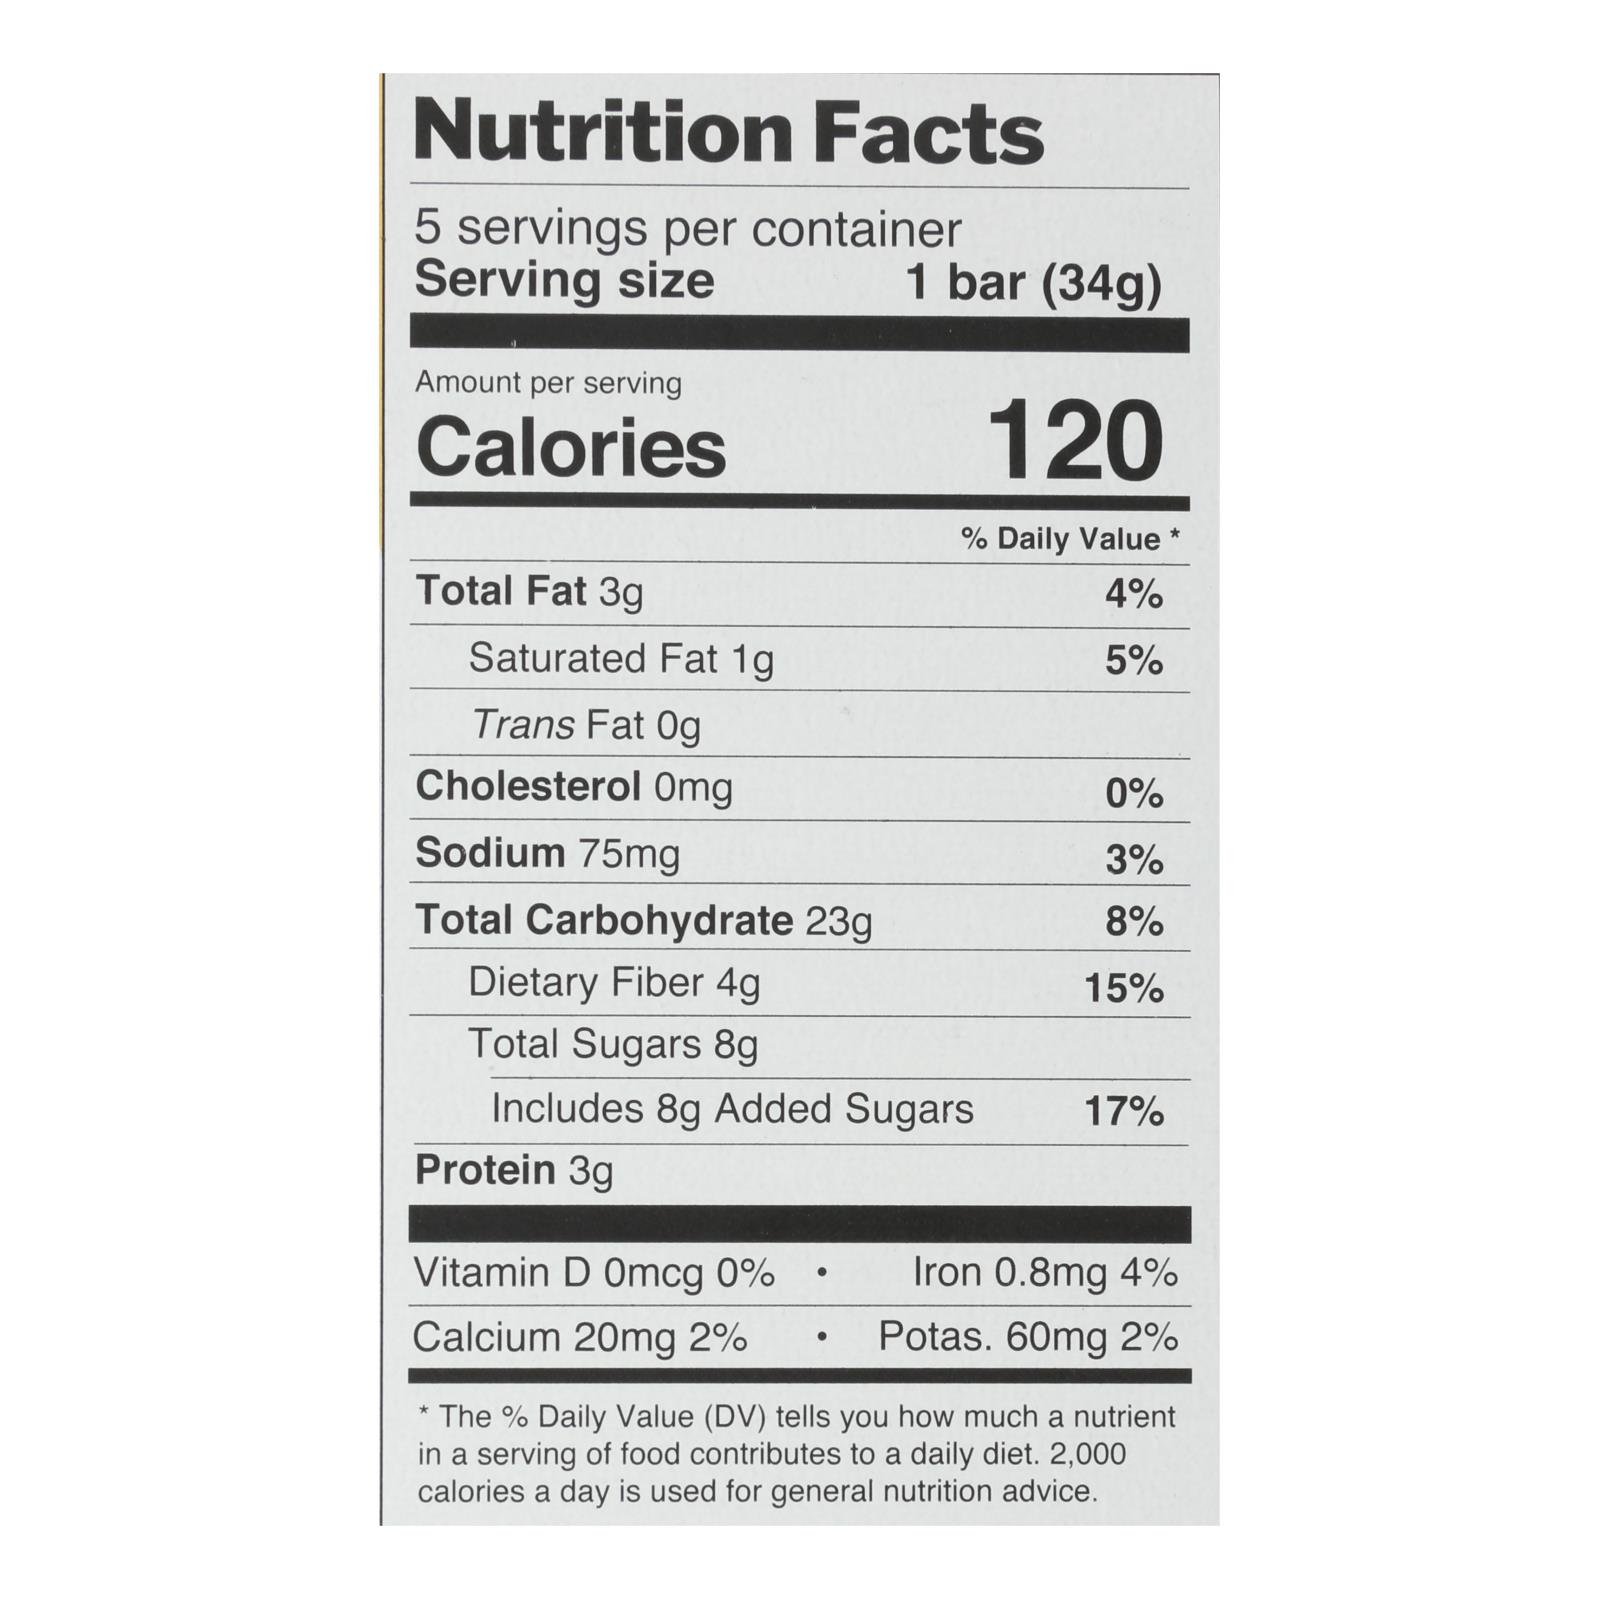 Nutrition Facts
5 servings per container
Serving size 1 bar (34g)
Amount per serving
Calories 120
% Daily Value *
Total Fat 3g 4%
Saturated Fat 1g 5%
Trans Fat 0g
Cholesterol 0mg 0%
Sodium 75mg 3%
Total Carbohydrate 23g 8%
Dietary Fiber 4g 15%
Total Sugars 8g
Includes 8g Added Sugars 17%
Protein 3g
Vitamin D 0mcg 0% • Iron 0.8mg 4%
Calcium 20mg 2% • Potas. 60mg 2%
* The % Daily Value (DV) tells you how much a nutrient
in a serving of food contributes to a daily diet. 2,000
calories a day is used for general nutrition advice.